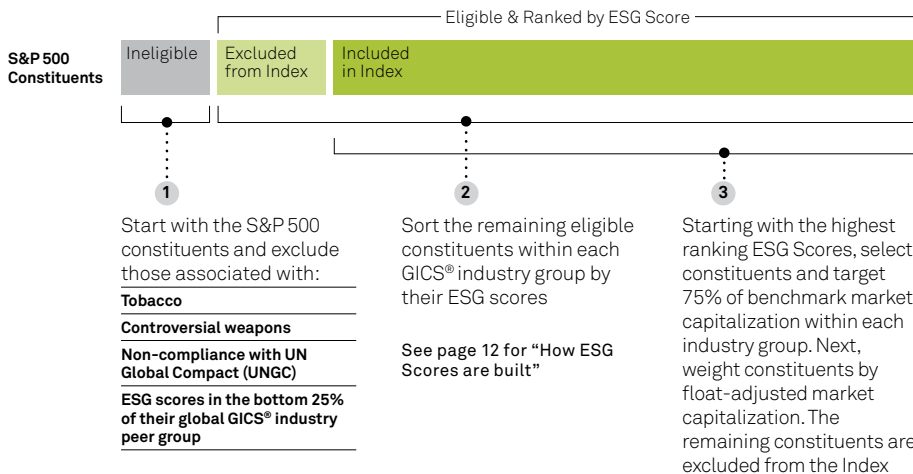 Eligible & Ranked by ESG Score
S&P 500
Constituents
Ineligible
Excluded
from Index
Included
in Index
1
Start with the S&P 500
constituents and exclude
those associated with:
Tobacco
Controversial weapons
Non-compliance with UN
Global Compact (UNGC)
ESG scores in the bottom 25%
of their global GICS® industry
peer group
2
Sort the remaining eligible
constituents within each
GICS® industry group by
their ESG scores
See page 12 for “How ESG
Scores are built”
3
Starting with the highest
ranking ESG Scores, select
constituents and target
75% of benchmark market
capitalization within each
industry group. Next,
weight constituents by
float-adjusted market
capitalization. The
remaining constituents are
excluded from the Index